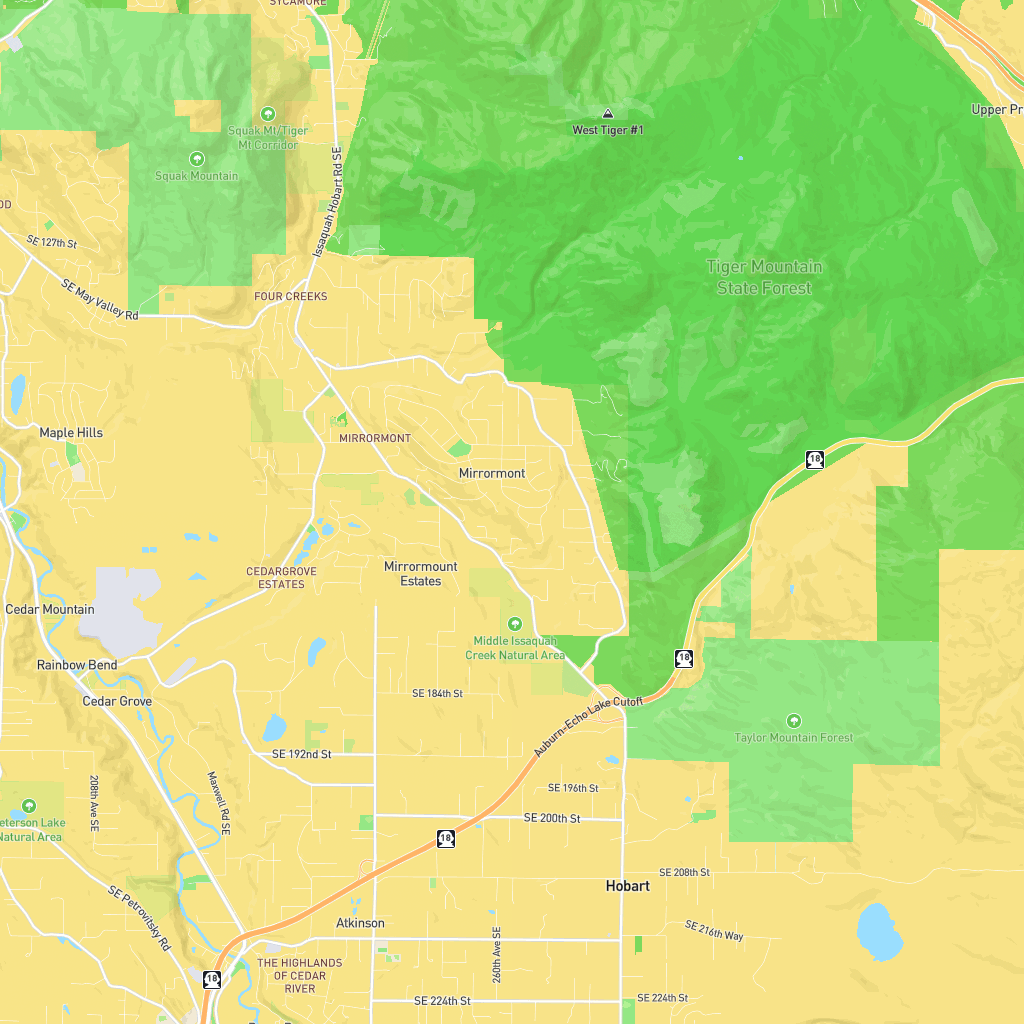 SYCAMORE
Upper Pr
West Tiger #1
Squak Mt/Tiger
Mt Corridor
Squak Mountain
Issaquah Hobart Rd SE
OD
SE 127th St
Tiger Mountain
State Forest
SE May Valley Rd
FOUR CREEKS
Maple Hills
MIRRORMONT
Mirrormont
18
CEDARGROVE
ESTATES
Mirrormount
Estates
Cedar Mountain
Middle Issaquah
Creek Natural Area
Rainbow Bend
18
Cedar Grove
SE 184th St
Auburn-Echo Lake Cutoff
Taylor Mountain Forest
SE 192nd St
208th Ave SE
Maxwell Rd SE
SE 196th St
eterson Lake
Natural Area
SE 200th St
18
SE 208th St
Hobart
SE Petrovitsky Rd
Atkinson
SE 216th Way
260th Ave SE
THE HIGHLANDS
OF CEDAR
RIVER
18
SE 224th St
SE 224th St